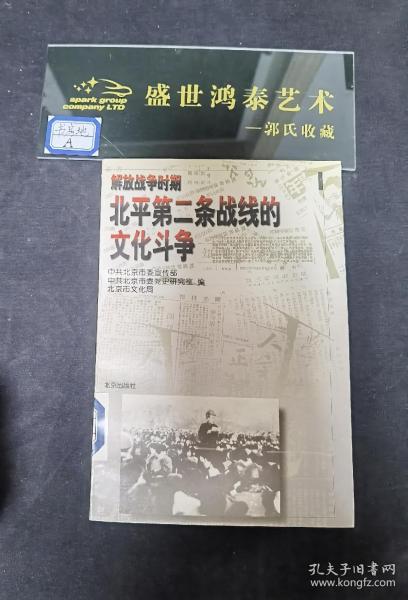 spark group
company LTD
盛世鸿泰艺术
—郭氏收藏
A
解放战争时期
北平第二条战线的
文化斗争
中共北京市委宣传部
中共北京市委党史研究室 编
北京市文化局
北京出版社
孔夫子旧书网
www.kongfz.com